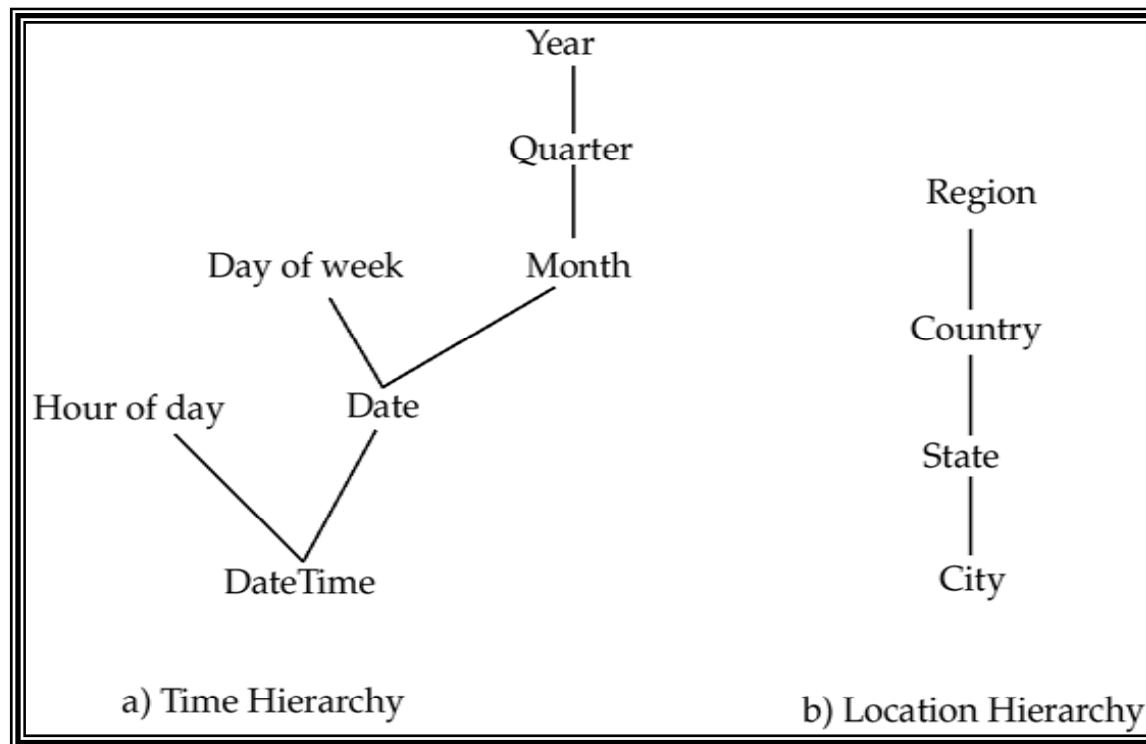 Year
Quarter
Day of week
Month
Hour of day
Date
DateTime
a) Time Hierarchy
Region
Country
State
City
b) Location Hierarchy